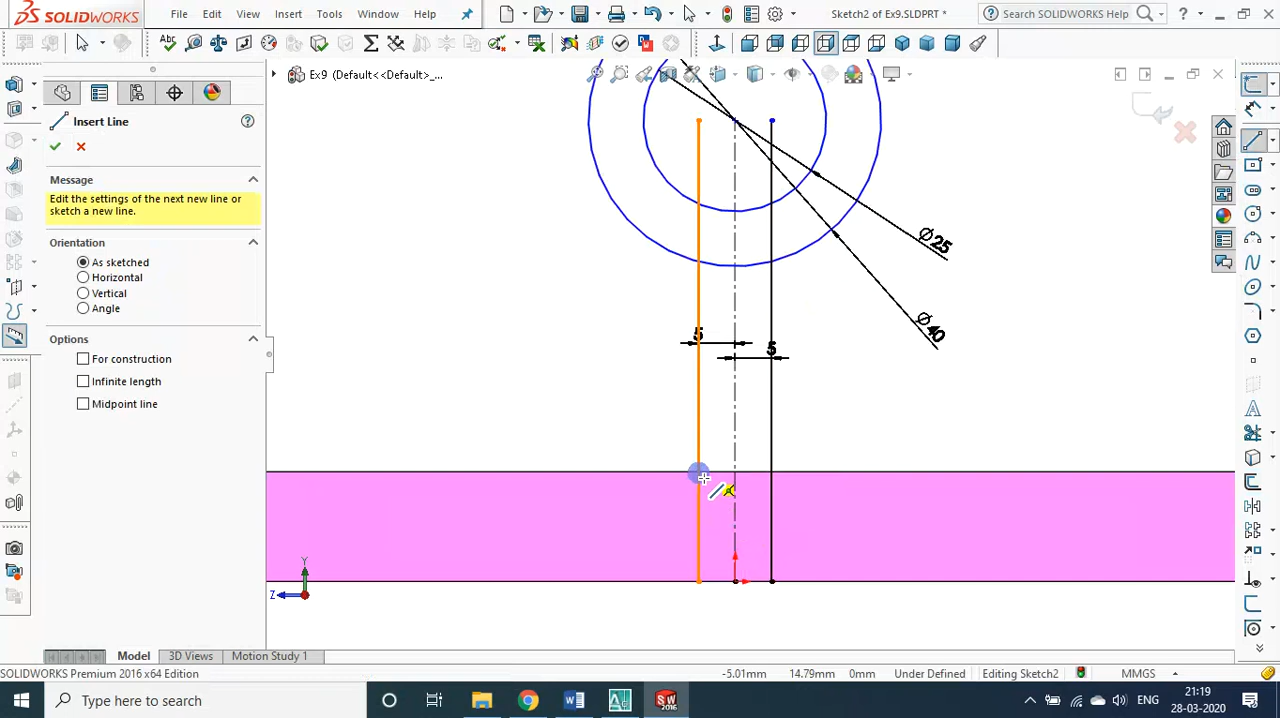 SOLIDWORKS File Edit View Insert Tools Window Help Sketch2 of Ex9.SLDPRT * Search SOLIDWORKS Help
Ex9 (Default<<Default>_...
Insert Line
Message
Edit the settings of the next new line or
sketch a new line.
Orientation
As sketched
Horizontal
Vertical
Angle
Options
For construction
Infinite length
Midpoint line
Ø25
Ø40
5
5
Y
Z
Model 3D Views Motion Study 1
SOLIDWORKS Premium 2016 x64 Edition -5.01mm 14.79mm 0mm Under Defined Editing Sketch2 MMGS
Type here to search
ENG
21:19
28-03-2020
SW
2016